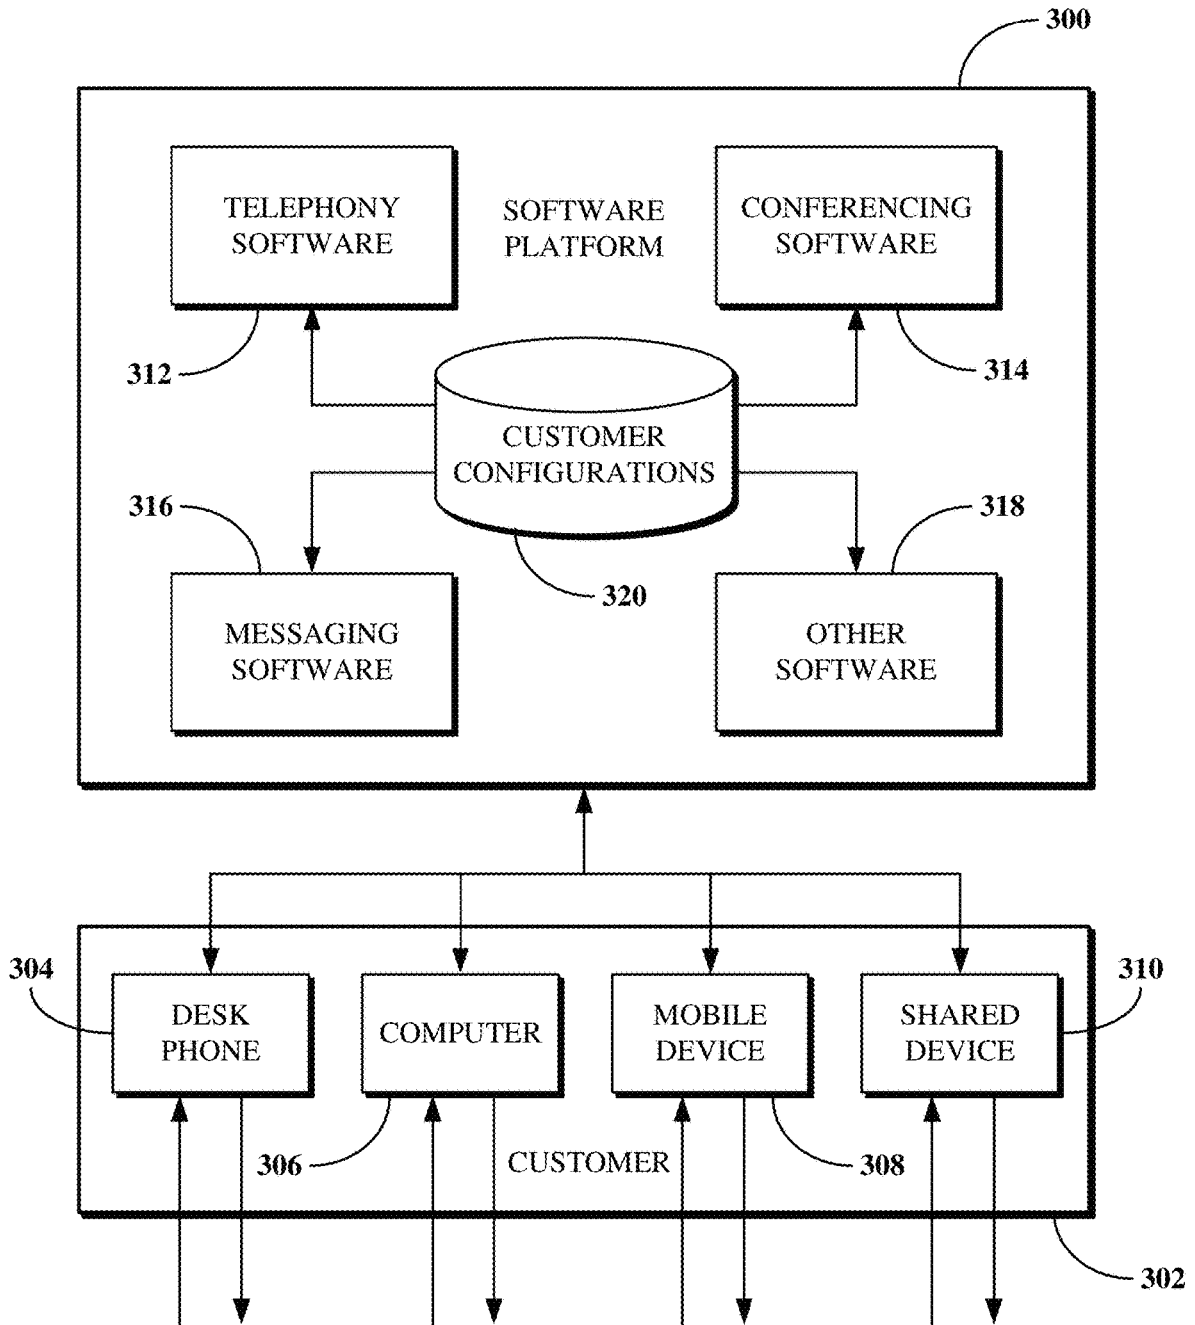 300
TELEPHONY
SOFTWARE
SOFTWARE
PLATFORM
CONFERENCING
SOFTWARE
312
314
CUSTOMER
CONFIGURATIONS
316
318
320
MESSAGING
SOFTWARE
OTHER
SOFTWARE
304
310
DESK
PHONE
COMPUTER
MOBILE
DEVICE
SHARED
DEVICE
306
CUSTOMER
308
302